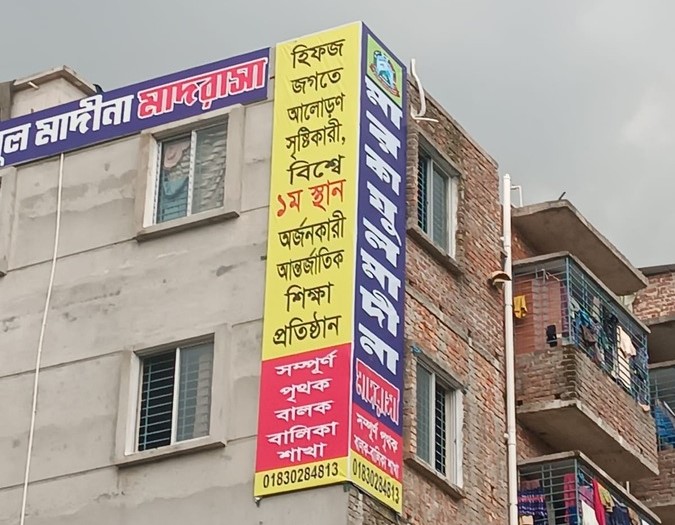 ুল মাদীনা মাদরাসা
হিফজ
জগতে
আলোড়ণ
সৃষ্টিকারী,
বিশ্বে
১ম স্থান
অর্জনকারী
আন্তর্জাতিক
শিক্ষা
প্রতিষ্ঠান
সম্পূর্ণ
পৃথক
বালক
বালিকা
শাখা
01830284813
মারকাযুল মাদীনা
মাদরাসা
সম্পূর্ণ পৃথক
বালক-বালিকা শাখা
01830284813